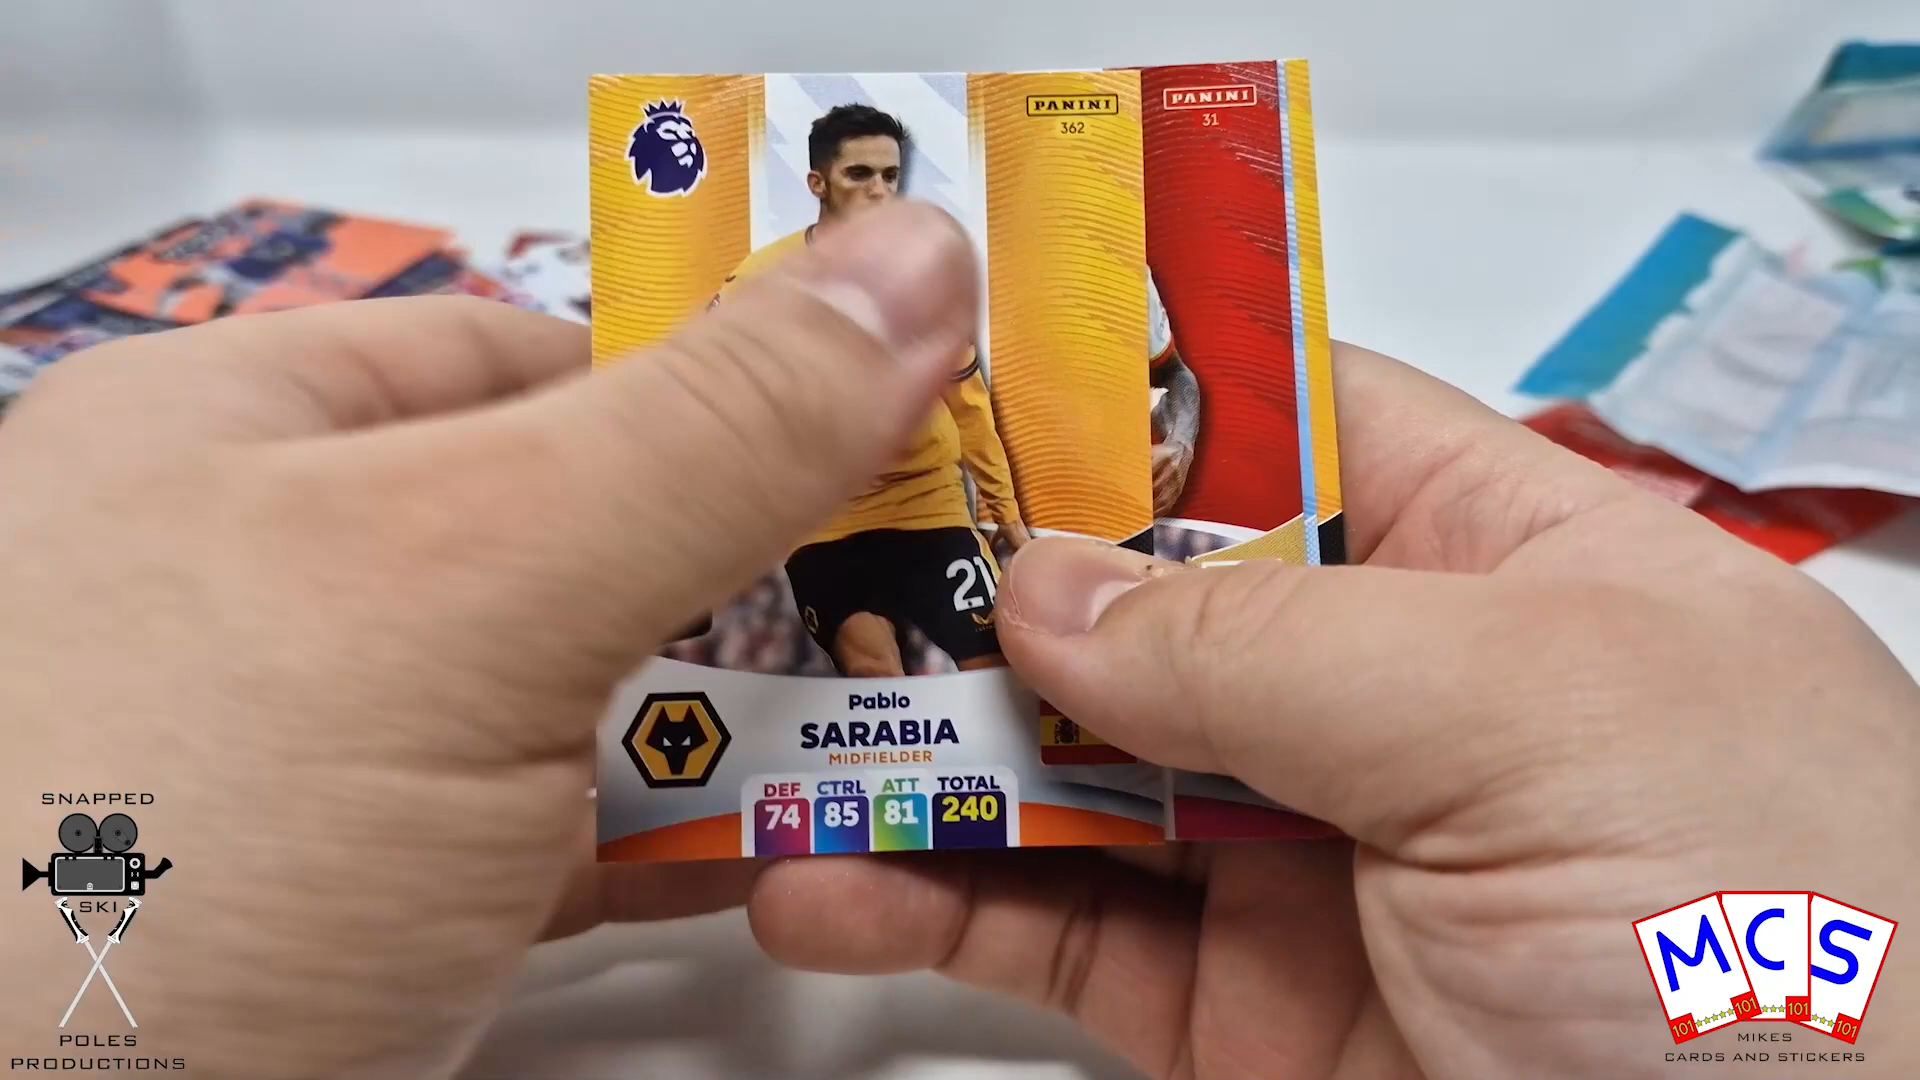 PANINI
362
PANINI
31
21
Pablo
SARABIA
MIDFIELDER
DEF CTRL ATT TOTAL
74 85 81 240
SNAPPED
SKI
POLES
PRODUCTIONS
MCS
101 101 101 101
MIKES
CARDS AND STICKERS